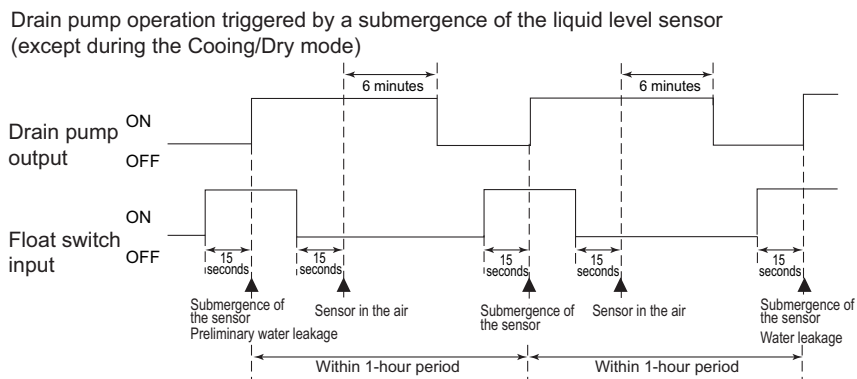 Drain pump operation triggered by a submergence of the liquid level sensor
(except during the Cooing/Dry mode)
6 minutes
6 minutes
Drain pump
output
ON
OFF
Float switch
input
ON
OFF
15
seconds
15
seconds
15
seconds
15
seconds
15
seconds
Submergence of
the sensor
Preliminary water leakage
Sensor in the air
Submergence of
the sensor
Sensor in the air
Submergence of
the sensor
Water leakage
Within 1-hour period
Within 1-hour period